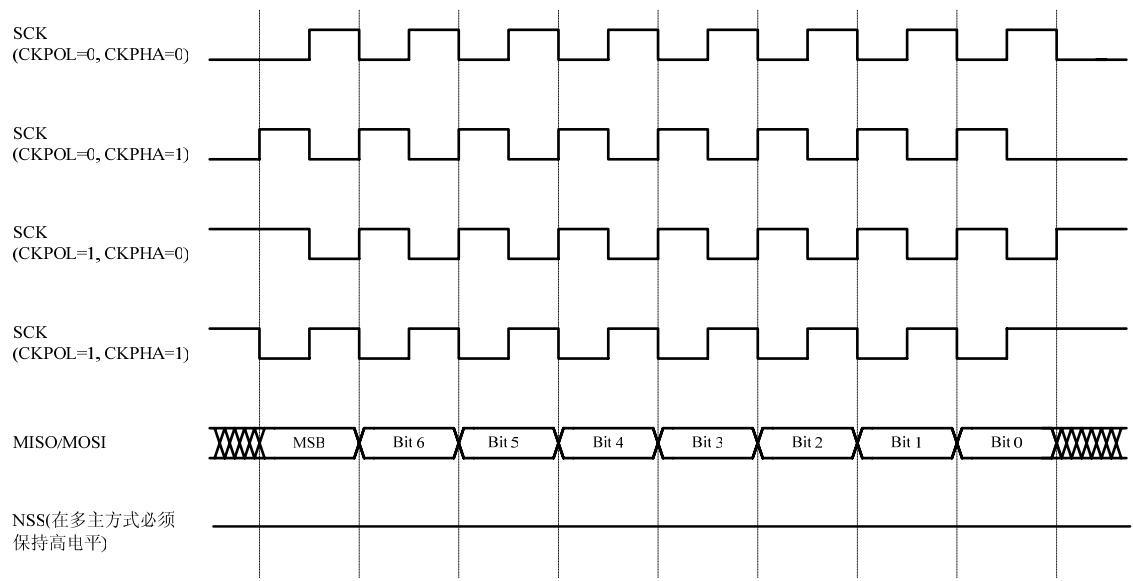 SCK
(CKPOL=0, CKPHA=0)
SCK
(CKPOL=0, CKPHA=1)
SCK
(CKPOL=1, CKPHA=0)
SCK
(CKPOL=1, CKPHA=1)
MISO/MOSI MSB Bit 6 Bit 5 Bit 4 Bit 3 Bit 2 Bit 1 Bit 0
NSS(在多主方式必须
保持高电平)